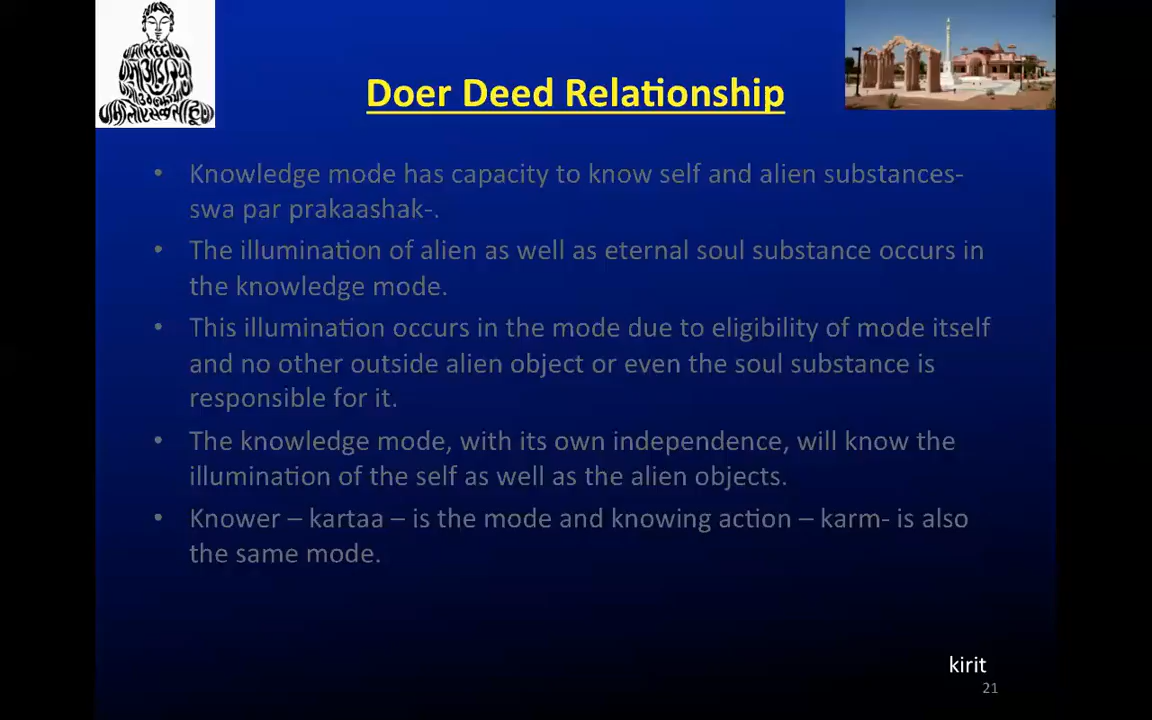 Doer Deed Relationship
• Knowledge mode has capacity to know self and alien substances-
swa par prakaashak-.
• The illumination of alien as well as eternal soul substance occurs in
the knowledge mode.
• This illumination occurs in the mode due to eligibility of mode itself
and no other outside alien object or even the soul substance is
responsible for it.
• The knowledge mode, with its own independence, will know the
illumination of the self as well as the alien objects.
• Knower – kartaa – is the mode and knowing action – karm- is also
the same mode.
kirit
21